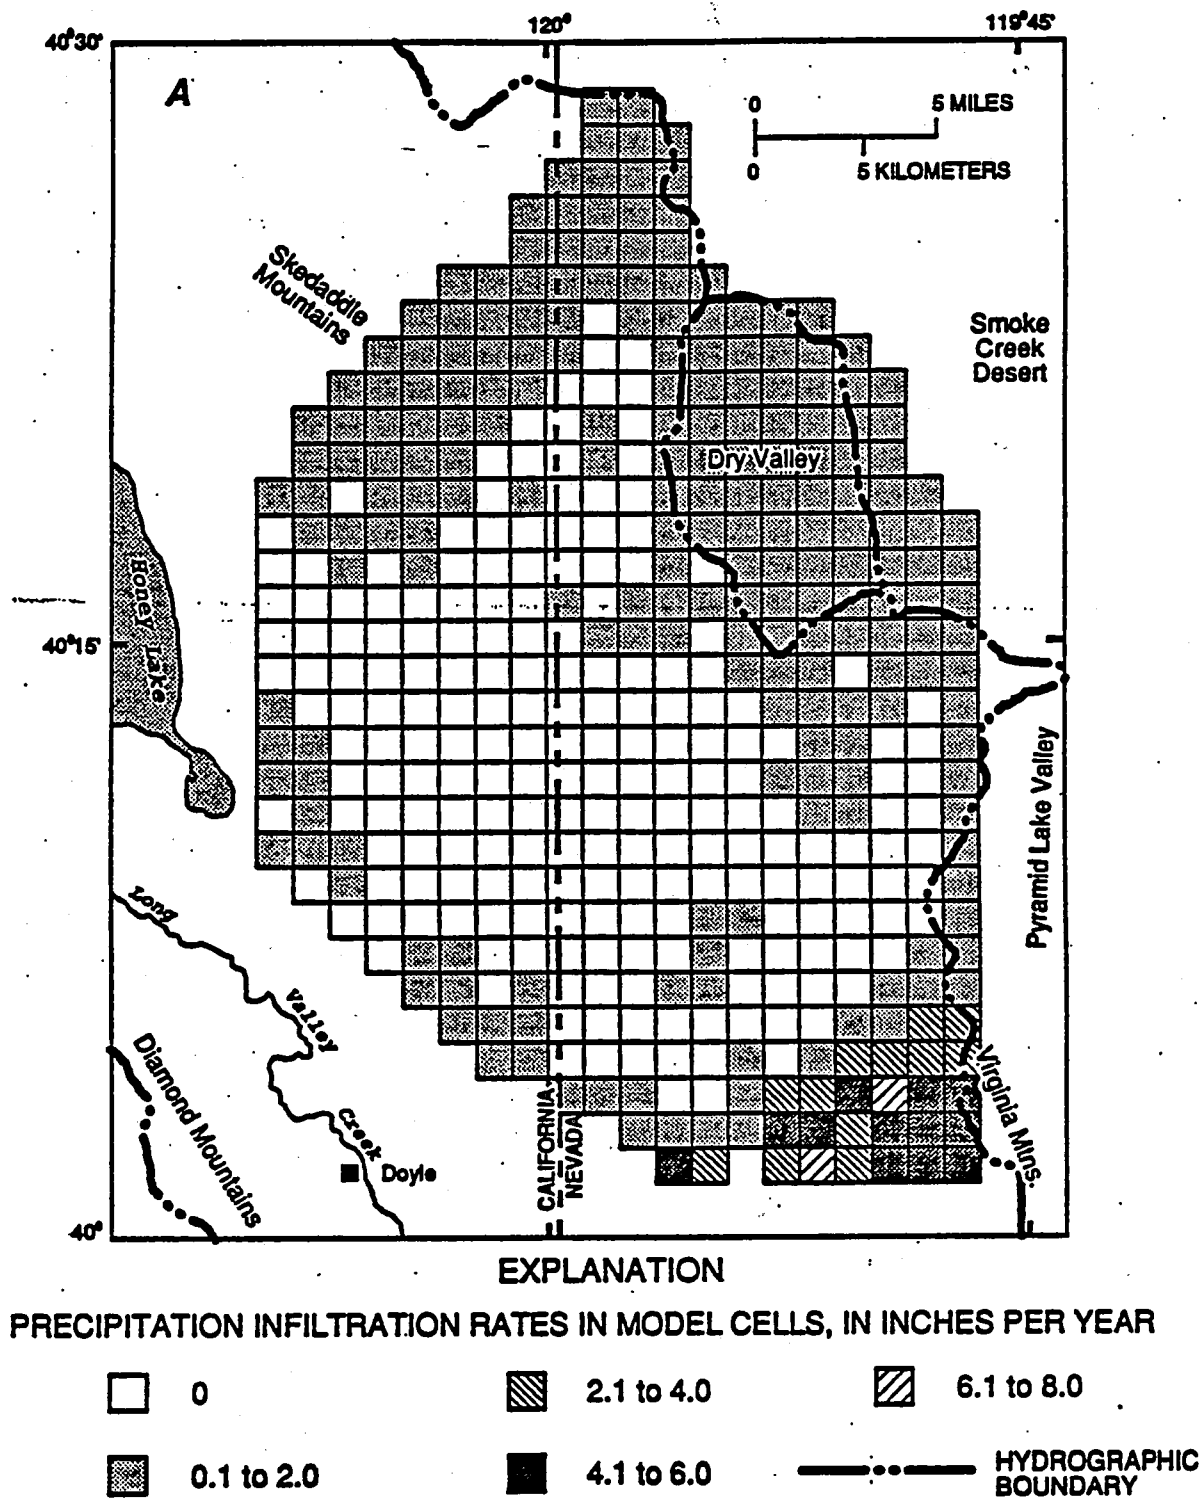 120°
119°45'
40°30'
A
0 5 MILES
0 5 KILOMETERS
Skedaddle
Mountains
Smoke
Creek
Desert
Dry Valley
Honey Lake
40°15'
Pyramid Lake Valley
Long
Valley
Creek
Diamond Mountains
Virginia Mtns.
CALIFORNIA
NEVADA
Doyle
40°
EXPLANATION
PRECIPITATION INFILTRATION RATES IN MODEL CELLS, IN INCHES PER YEAR
0
2.1 to 4.0
6.1 to 8.0
0.1 to 2.0
4.1 to 6.0
HYDROGRAPHIC
BOUNDARY